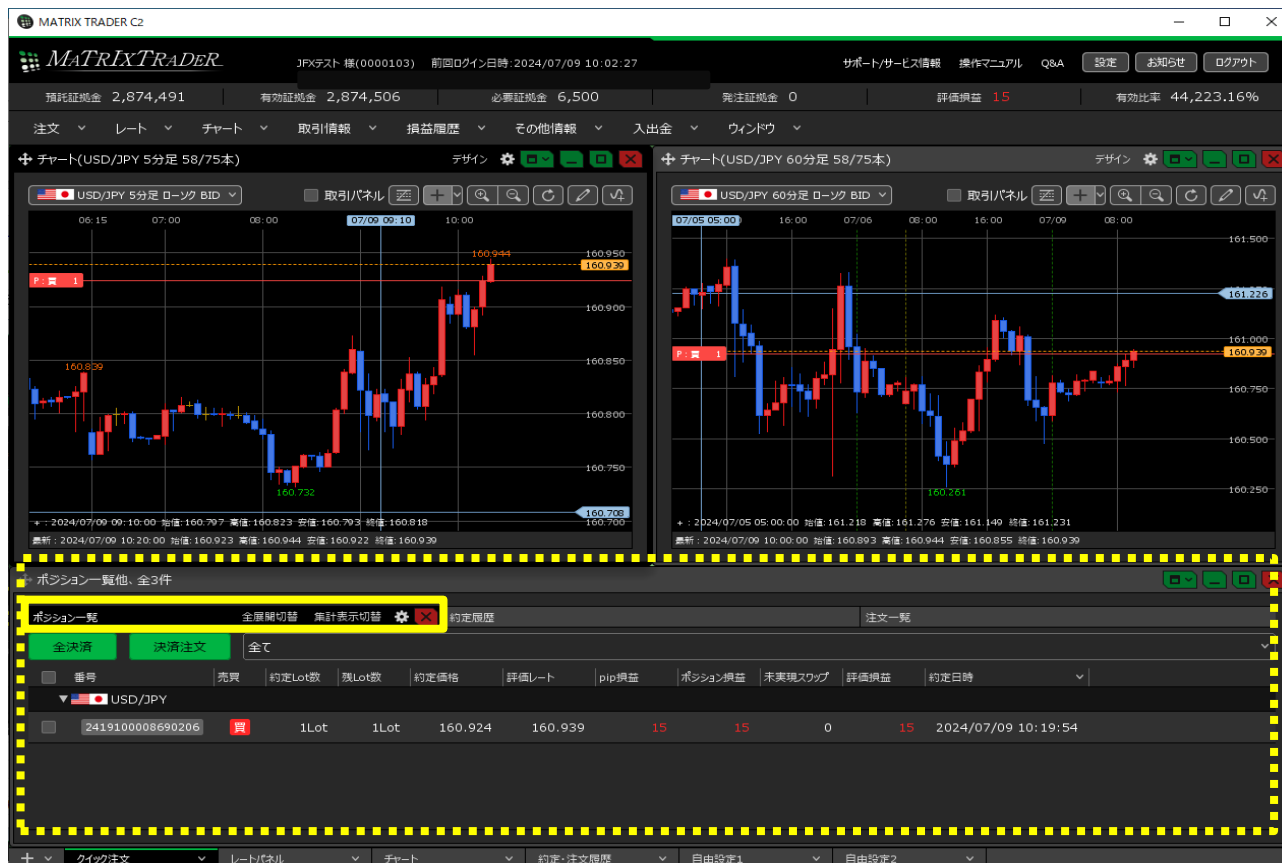 MATRIX TRADER C2
MATRIXTRADER
JFXテスト 様(0000103) 前回ログイン日時:2024/07/09 10:02:27
サポート/サービス情報 操作マニュアル Q&A 設定 お知らせ ログアウト
預託証拠金 2,874,491 有効証拠金 2,874,506 必要証拠金 6,500 発注証拠金 0 評価損益 15 有効比率 44,223.16%
注文 レート チャート 取引情報 損益履歴 その他情報 入出金 ウィンドウ
チャート(USD/JPY 5分足 58/75本) デザイン
USD/JPY 5分足 ローソク BID 取引パネル
06:15 07:00 08:00 07/09 09:10 10:00
160.944
160.950
160.939
P:買 1
160.900
160.850
160.839
160.800
160.750
160.732
160.708
160.700
+ : 2024/07/09 09:10:00 始値:160.797 高値:160.823 安値:160.793 終値:160.818
最新 : 2024/07/09 10:20:00 始値:160.923 高値:160.944 安値:160.922 終値:160.939
チャート(USD/JPY 60分足 58/75本) デザイン
USD/JPY 60分足 ローソク BID 取引パネル
07/05 05:00 16:00 07/06 08:00 16:00 07/09 08:00
161.500
161.226
161.000
160.939
P:買 1
160.750
160.500
160.261
160.250
+ : 2024/07/05 05:00:00 始値:161.218 高値:161.276 安値:161.149 終値:161.231
最新 : 2024/07/09 10:00:00 始値:160.893 高値:160.944 安値:160.855 終値:160.939
ポジション一覧他、全3件
ポジション一覧 全展開切替 集計表示切替 約定履歴 注文一覧
全決済 決済注文 全て
番号 売買 約定Lot数 残Lot数 約定価格 評価レート pip損益 ポジション損益 未実現スワップ 評価損益 約定日時
USD/JPY
2419100008690206 買 1Lot 1Lot 160.924 160.939 15 15 0 15 2024/07/09 10:19:54
クイック注文 レートパネル チャート 約定・注文履歴 自由設定1 自由設定2